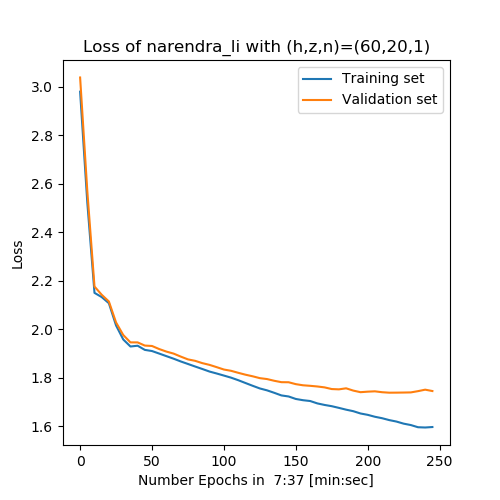 Loss of narendra_li with (h,z,n)=(60,20,1)
Training set
Validation set
3.0
2.8
2.6
2.4
2.2
2.0
1.8
1.6
Loss
0 50 100 150 200 250
Number Epochs in  7:37 [min:sec]